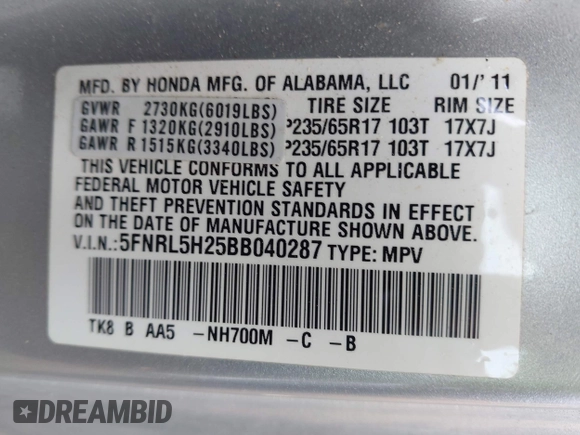 MFD. BY HONDA MFG. OF ALABAMA, LLC 01/'11
GVWR 2730KG(6019LBS) TIRE SIZE RIM SIZE
GAWR F 1320KG(2910LBS) P235/65R17 103T 17X7J
GAWR R 1515KG(3340LBS) P235/65R17 103T 17X7J
THIS VEHICLE CONFORMS TO ALL APPLICABLE
FEDERAL MOTOR VEHICLE SAFETY
AND THEFT PREVENTION STANDARDS IN EFFECT
ON THE DATE OF MANUFACTURE SHOWN ABOVE.
V.I.N.:5FNRL5H25BB040287 TYPE: MPV
TK8 B AA5 -NH700M -C -B
DREAMBID